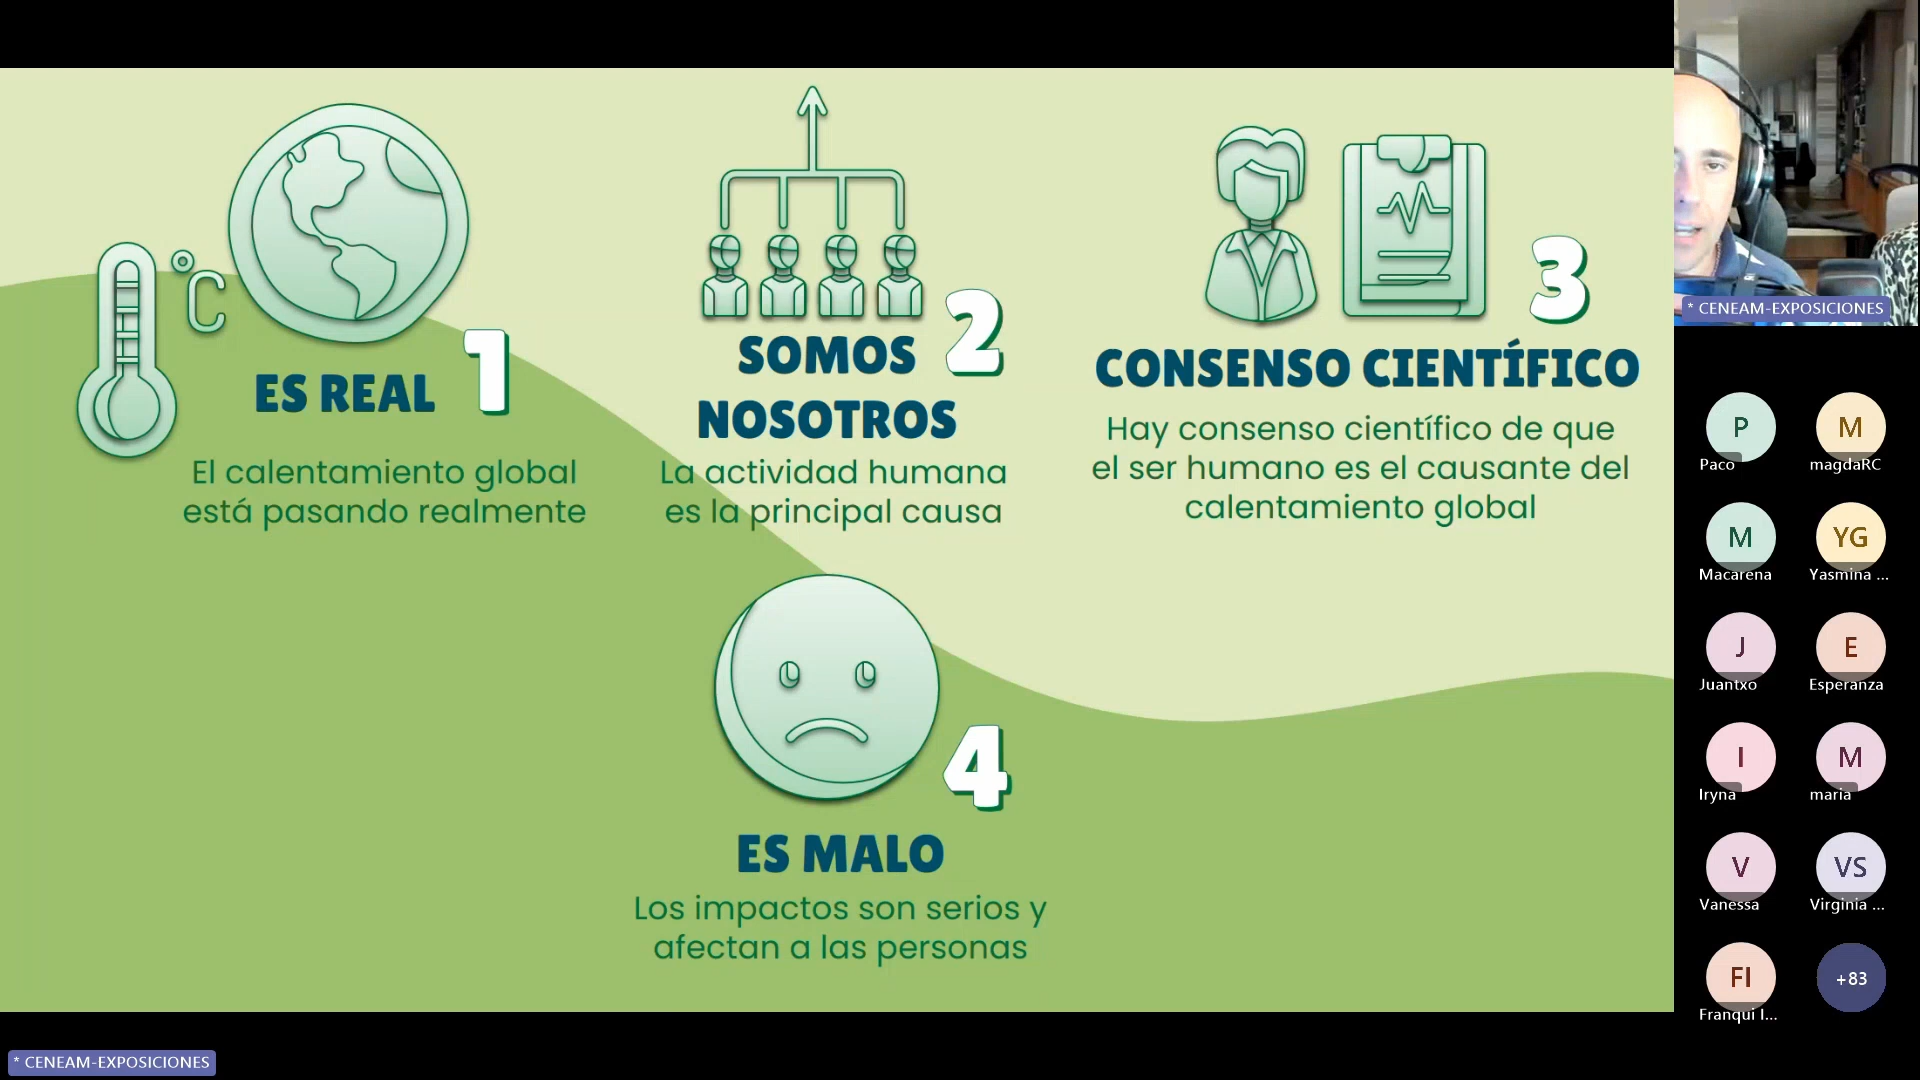 °C
1
ES REAL
El calentamiento global
está pasando realmente
2
SOMOS
NOSOTROS
La actividad humana
es la principal causa
3
CONSENSO CIENTÍFICO
Hay consenso científico de que
el ser humano es el causante del
calentamiento global
4
ES MALO
Los impactos son serios y
afectan a las personas
* CENEAM-EXPOSICIONES
P
Paco
M
magdaRC
M
Macarena
YG
Yasmina ...
J
Juantxo
E
Esperanza
I
Iryna
M
maria
V
Vanessa
VS
Virginia ...
FI
Franqui I...
+83
* CENEAM-EXPOSICIONES